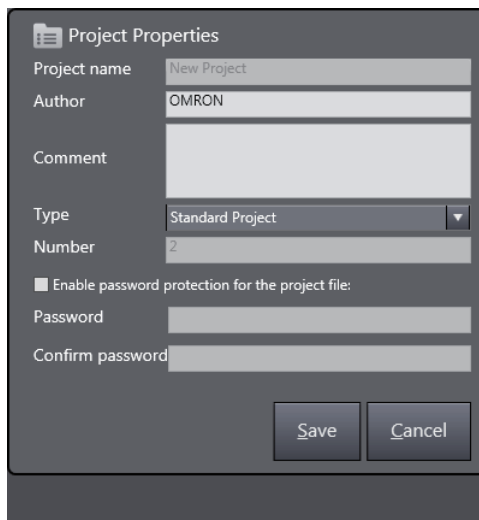 Project Properties
Project name New Project
Author OMRON
Comment
Type Standard Project
Number 2
Enable password protection for the project file:
Password
Confirm password
Save Cancel